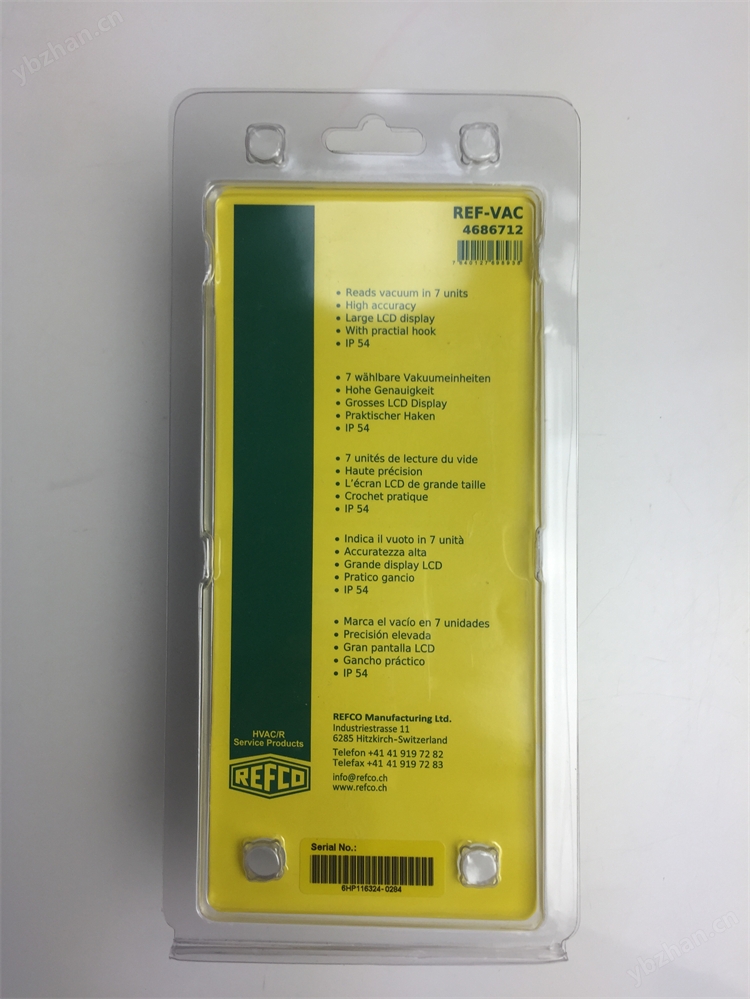 ybzhan.cn
REF-VAC
4686712
• Reads vacuum in 7 units
• High accuracy
• Large LCD display
• With practial hook
• IP 54
• 7 wählbare Vakuumeinheiten
• Hohe Genauigkeit
• Grosses LCD Display
• Praktischer Haken
• IP 54
• 7 unités de lecture du vide
• Haute précision
• L'écran LCD de grande taille
• Crochet pratique
• IP 54
• Indica il vuoto in 7 unità
• Accuratezza alta
• Grande display LCD
• Pratico gancio
• IP 54
• Marca el vacío en 7 unidades
• Precisión elevada
• Gran pantalla LCD
• Gancho práctico
• IP 54
REFCO Manufacturing Ltd.
Industriestrasse 11
6285 Hitzkirch-Switzerland
Telefon +41 41 919 72 82
Telefax +41 41 919 72 83
info@refco.ch
www.refco.ch
HVAC/R
Service Products
REFCO
Serial No.:
6HP116324-0284
ybzhan.cn